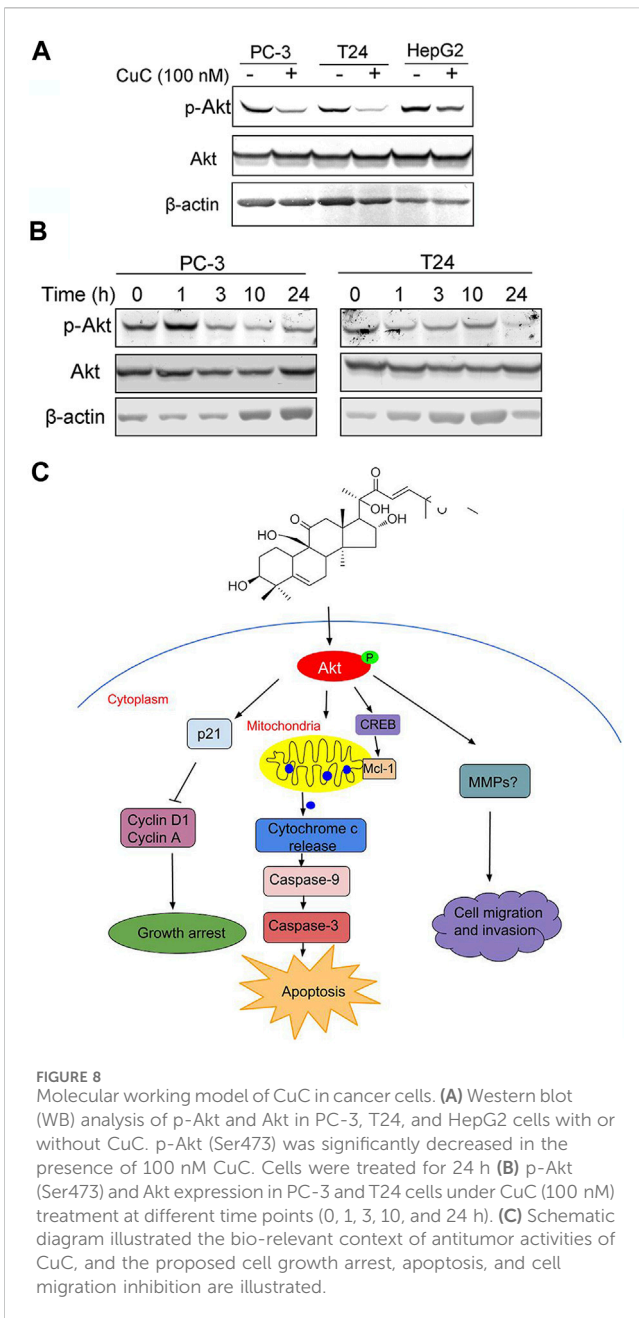 A
PC-3 T24 HepG2
CuC (100 nM) - + - + - +
p-Akt
Akt
β-actin
B
PC-3 T24
Time (h) 0 1 3 10 24 0 1 3 10 24
p-Akt
Akt
β-actin
C
O
OH
O
OH
HO
HO
Akt P
Cytoplasm
p21
Mitochondria
CREB
Mcl-1
MMPs?
Cyclin D1
Cyclin A
Cytochrome c
release
Caspase-9
Caspase-3
Growth arrest
Cell migration
and invasion
Apoptosis
FIGURE 8
Molecular working model of CuC in cancer cells. (A) Western blot
(WB) analysis of p-Akt and Akt in PC-3, T24, and HepG2 cells with or
without CuC. p-Akt (Ser473) was significantly decreased in the
presence of 100 nM CuC. Cells were treated for 24 h (B) p-Akt
(Ser473) and Akt expression in PC-3 and T24 cells under CuC (100 nM)
treatment at different time points (0, 1, 3, 10, and 24 h). (C) Schematic
diagram illustrated the bio-relevant context of antitumor activities of
CuC, and the proposed cell growth arrest, apoptosis, and cell
migration inhibition are illustrated.